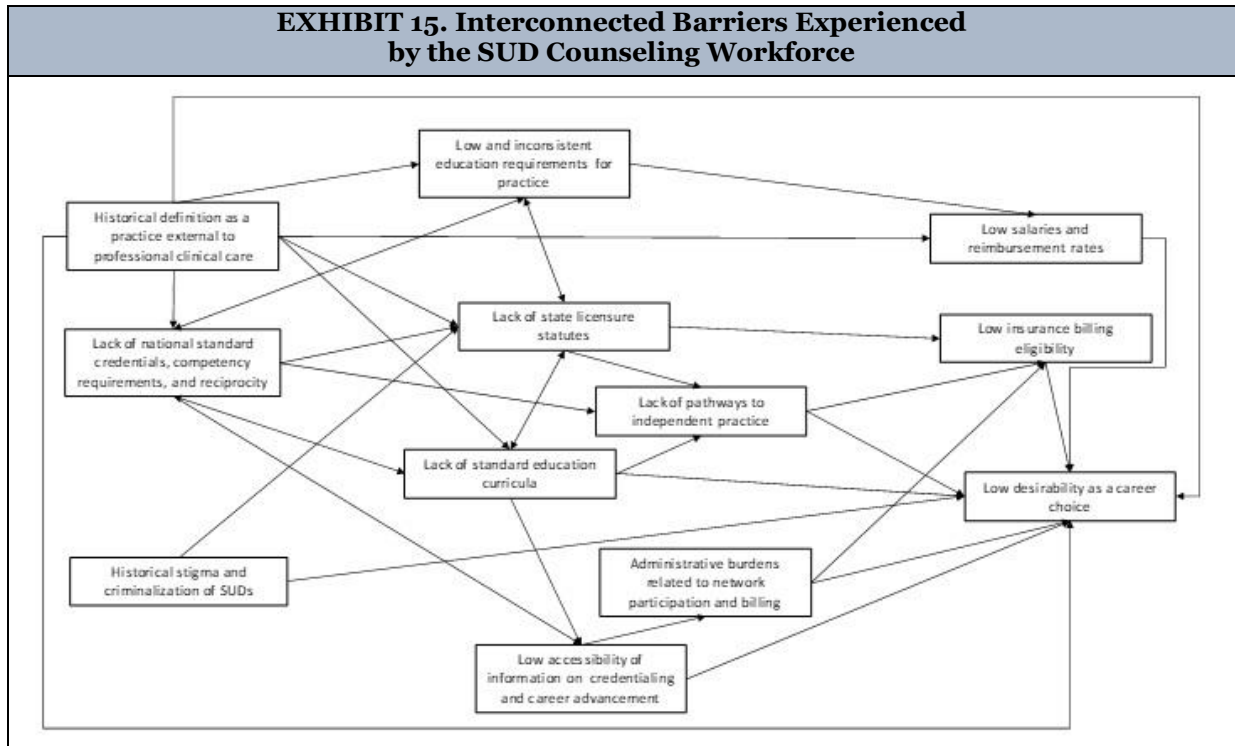 EXHIBIT 15. Interconnected Barriers Experienced
by the SUD Counseling Workforce
Low and inconsistent
education requirements for
practice
Historical definition as a
practice external to
professional clinical care
Low salaries and
reimbursement rates
Lack of state licensure
statutes
Low insurance billing
eligibility
Lack of national standard
credentials, competency
requirements, and reciprocity
Lack of pathways to
independent practice
Lack of standard education
curricula
Low desirability as a career
choice
Historical stigma and
criminalization of SUDs
Administrative burdens
related to network
participation and billing
Low accessibility of
information on credentialing
and career advancement